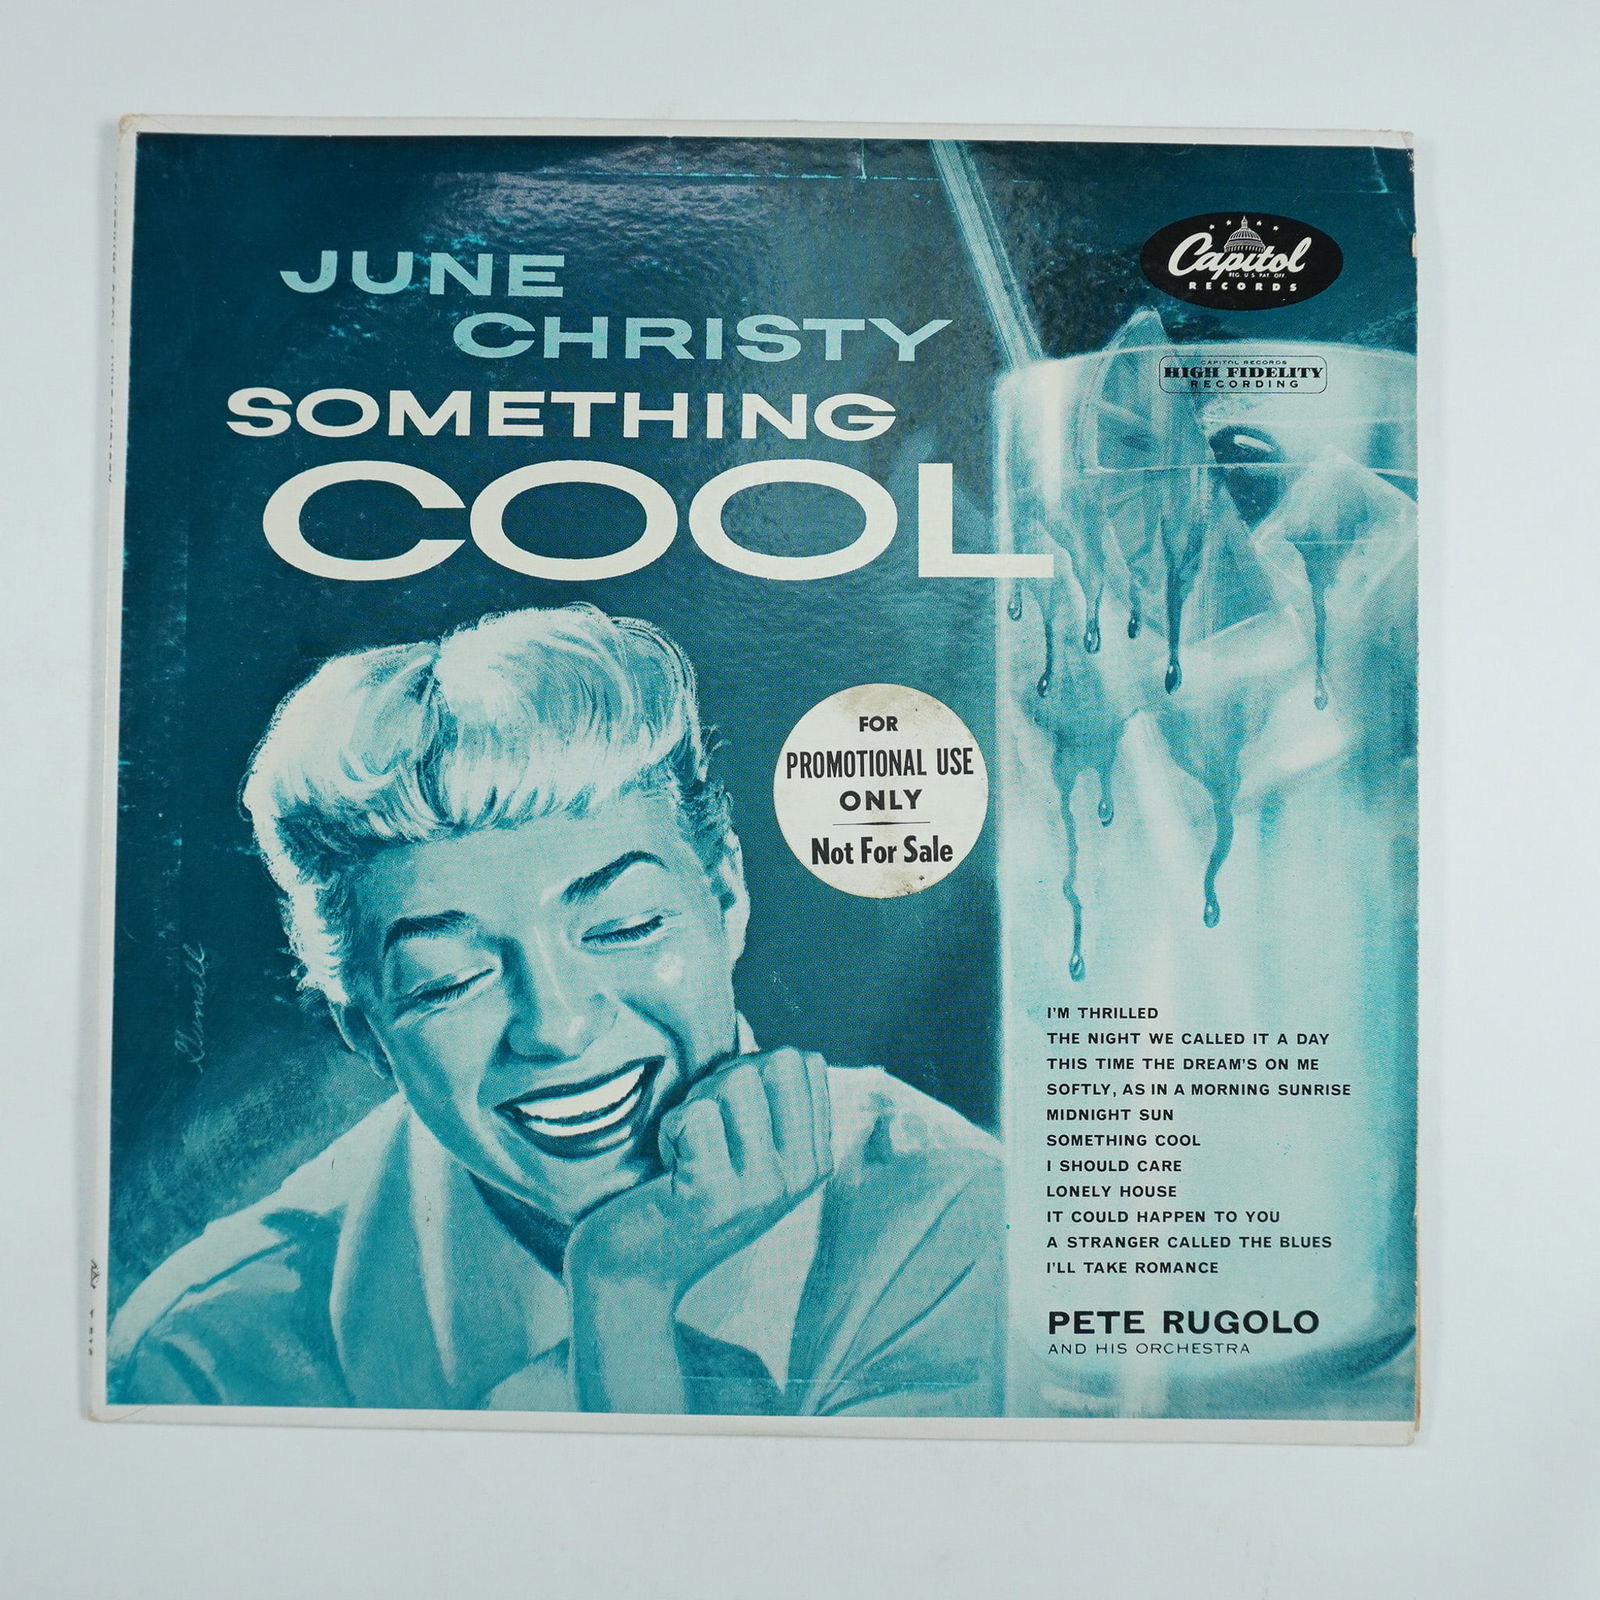 JUNE
CHRISTY
SOMETHING
COOL
Capitol
REG. U.S. PAT. OFF.
RECORDS
CAPITOL RECORDS
HIGH FIDELITY
RECORDING
FOR
PROMOTIONAL USE
ONLY
Not For Sale
I'M THRILLED
THE NIGHT WE CALLED IT A DAY
THIS TIME THE DREAM'S ON ME
SOFTLY, AS IN A MORNING SUNRISE
MIDNIGHT SUN
SOMETHING COOL
I SHOULD CARE
LONELY HOUSE
IT COULD HAPPEN TO YOU
A STRANGER CALLED THE BLUES
I'LL TAKE ROMANCE
PETE RUGOLO
AND HIS ORCHESTRA